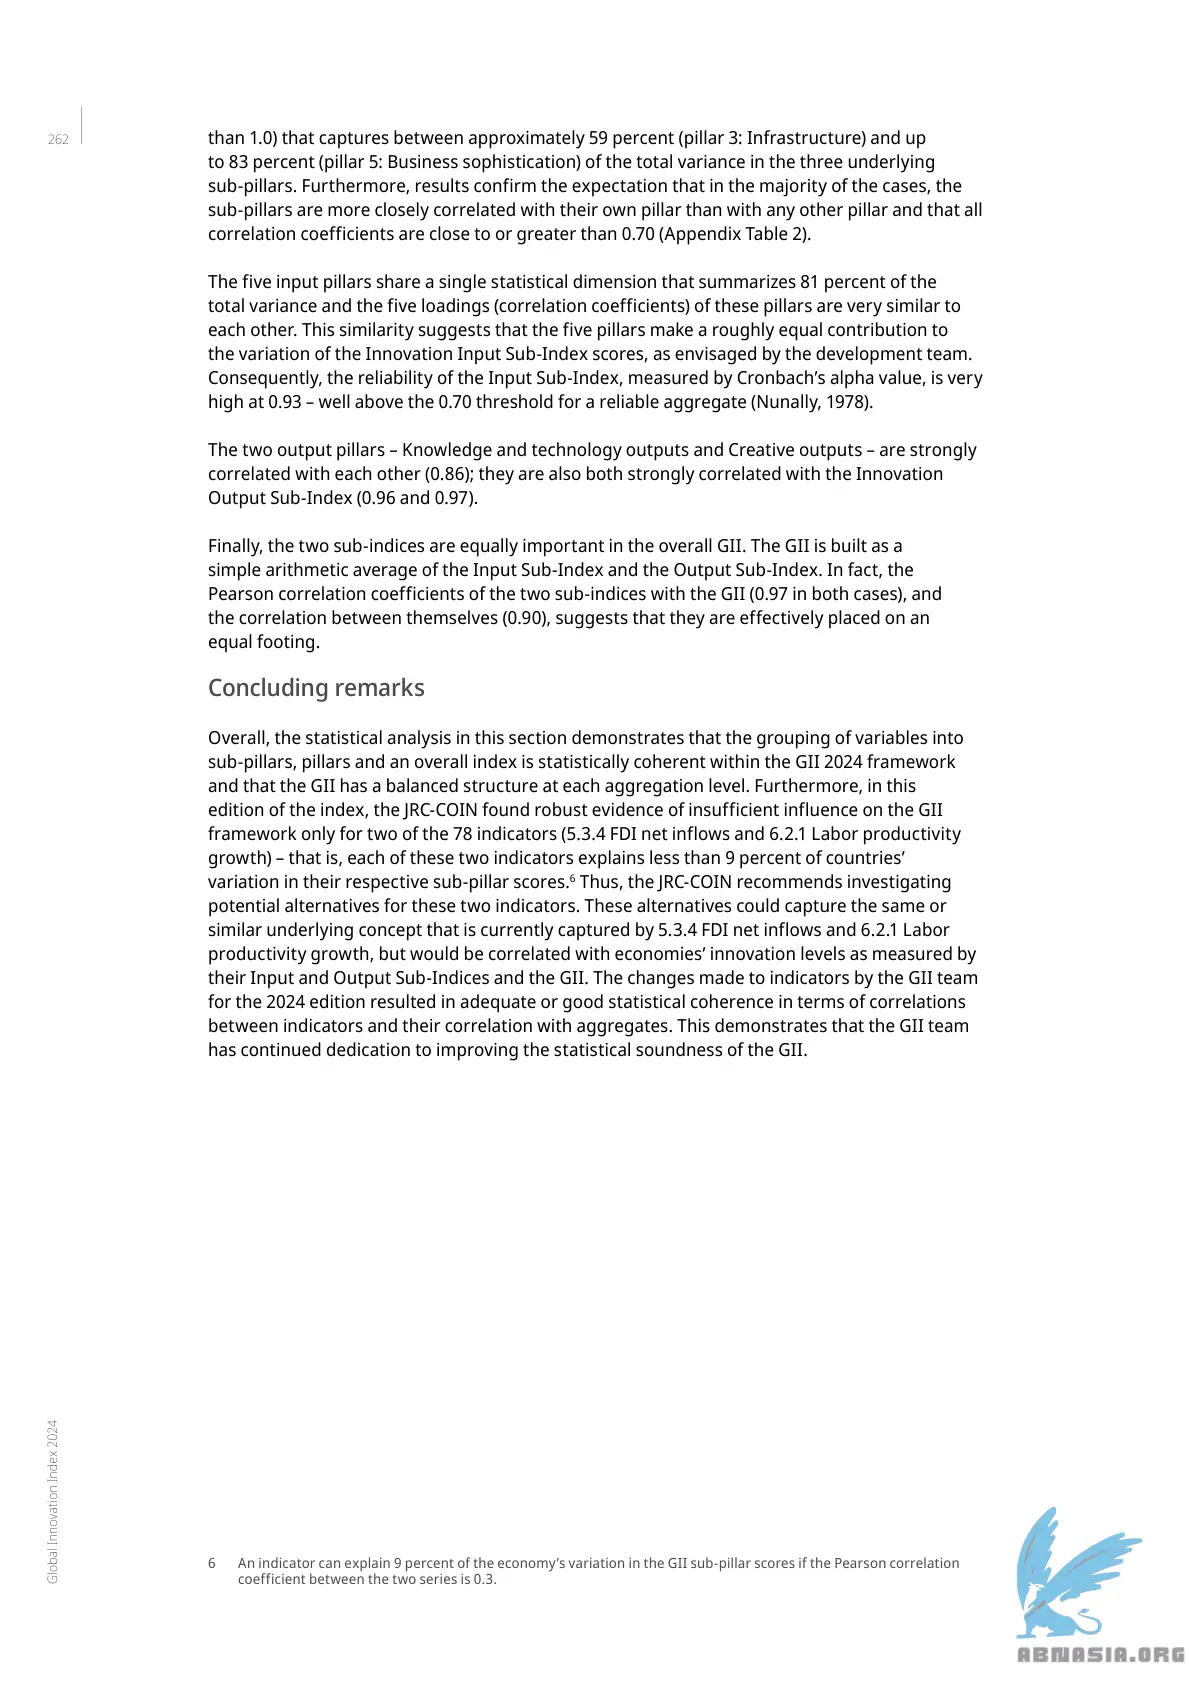 262
than 1.0) that captures between approximately 59 percent (pillar 3: Infrastructure) and up
to 83 percent (pillar 5: Business sophistication) of the total variance in the three underlying
sub-pillars. Furthermore, results confirm the expectation that in the majority of the cases, the
sub-pillars are more closely correlated with their own pillar than with any other pillar and that all
correlation coefficients are close to or greater than 0.70 (Appendix Table 2).
The five input pillars share a single statistical dimension that summarizes 81 percent of the
total variance and the five loadings (correlation coefficients) of these pillars are very similar to
each other. This similarity suggests that the five pillars make a roughly equal contribution to
the variation of the Innovation Input Sub-Index scores, as envisaged by the development team.
Consequently, the reliability of the Input Sub-Index, measured by Cronbach’s alpha value, is very
high at 0.93 – well above the 0.70 threshold for a reliable aggregate (Nunally, 1978).
The two output pillars – Knowledge and technology outputs and Creative outputs – are strongly
correlated with each other (0.86); they are also both strongly correlated with the Innovation
Output Sub-Index (0.96 and 0.97).
Finally, the two sub-indices are equally important in the overall GII. The GII is built as a
simple arithmetic average of the Input Sub-Index and the Output Sub-Index. In fact, the
Pearson correlation coefficients of the two sub-indices with the GII (0.97 in both cases), and
the correlation between themselves (0.90), suggests that they are effectively placed on an
equal footing.
Concluding remarks
Overall, the statistical analysis in this section demonstrates that the grouping of variables into
sub-pillars, pillars and an overall index is statistically coherent within the GII 2024 framework
and that the GII has a balanced structure at each aggregation level. Furthermore, in this
edition of the index, the JRC-COIN found robust evidence of insufficient influence on the GII
framework only for two of the 78 indicators (5.3.4 FDI net inflows and 6.2.1 Labor productivity
growth) – that is, each of these two indicators explains less than 9 percent of countries’
variation in their respective sub-pillar scores.⁶ Thus, the JRC-COIN recommends investigating
potential alternatives for these two indicators. These alternatives could capture the same or
similar underlying concept that is currently captured by 5.3.4 FDI net inflows and 6.2.1 Labor
productivity growth, but would be correlated with economies’ innovation levels as measured by
their Input and Output Sub-Indices and the GII. The changes made to indicators by the GII team
for the 2024 edition resulted in adequate or good statistical coherence in terms of correlations
between indicators and their correlation with aggregates. This demonstrates that the GII team
has continued dedication to improving the statistical soundness of the GII.
Global Innovation Index 2024
6 An indicator can explain 9 percent of the economy’s variation in the GII sub-pillar scores if the Pearson correlation
coefficient between the two series is 0.3.
ABNASIA.ORG